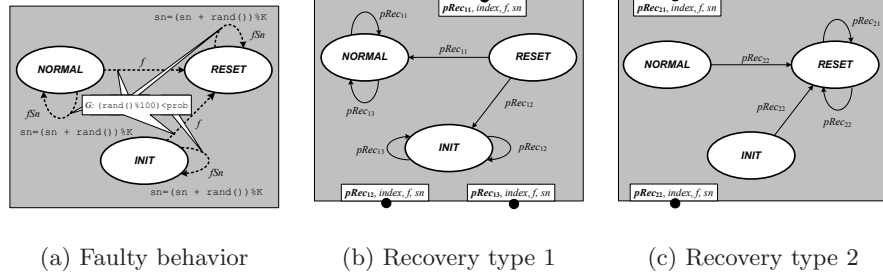 sn=(sn + rand())%K
fSn
NORMAL
f
RESET
G: (rand()%100)<prob
fSn
f
sn=(sn + rand())%K
INIT
fSn
sn=(sn + rand())%K
(a) Faulty behavior
pRec11, index, f, sn
pRec11
NORMAL
pRec11
RESET
pRec13
pRec12
pRec13
INIT
pRec12
pRec12, index, f, sn
pRec13, index, f, sn
(b) Recovery type 1
pRec21, index, f, sn
pRec21
NORMAL
pRec22
RESET
pRec22
pRec22
INIT
pRec22, index, f, sn
(c) Recovery type 2